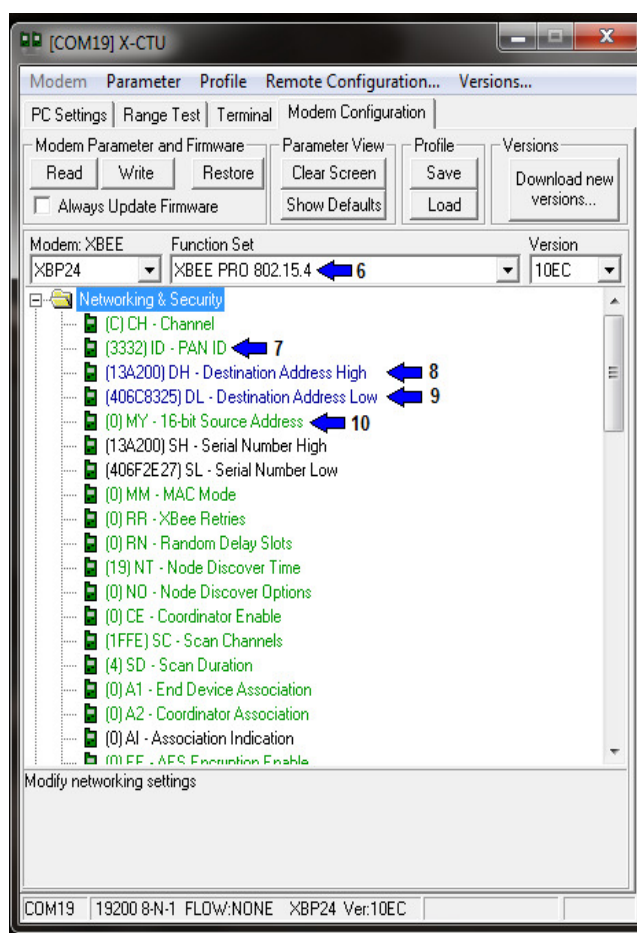 [COM19] X-CTU
Modem Parameter Profile Remote Configuration... Versions...
PC Settings Range Test Terminal Modem Configuration
Modem Parameter and Firmware Parameter View Profile Versions
Read Write Restore Clear Screen Save Download new versions...
Always Update Firmware Show Defaults Load
Modem: XBEE Function Set Version
XBP24 XBEE PRO 802.15.4 6 10EC
Networking & Security
(C) CH - Channel
(3332) ID - PAN ID 7
(13A200) DH - Destination Address High 8
(406C8325) DL - Destination Address Low 9
(0) MY - 16-bit Source Address 10
(13A200) SH - Serial Number High
(406F2E27) SL - Serial Number Low
(0) MM - MAC Mode
(0) RR - XBee Retries
(0) RN - Random Delay Slots
(19) NT - Node Discover Time
(0) NO - Node Discover Options
(0) CE - Coordinator Enable
(1FFE) SC - Scan Channels
(4) SD - Scan Duration
(0) A1 - End Device Association
(0) A2 - Coordinator Association
(0) AI - Association Indication
(0) EE - AES Encryption Enable
Modify networking settings
COM19 19200 8-N-1 FLOW:NONE XBP24 Ver:10EC